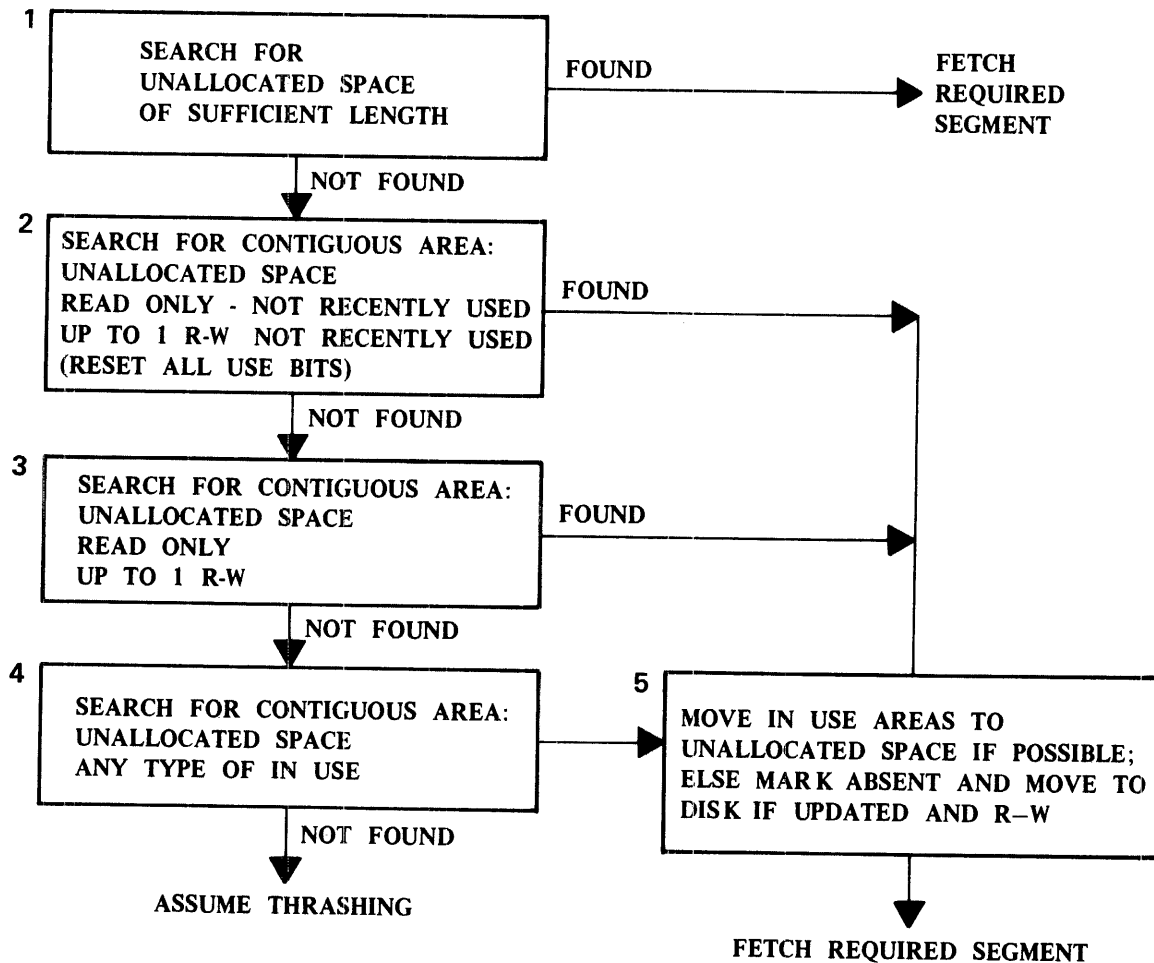 1
SEARCH FOR
UNALLOCATED SPACE
OF SUFFICIENT LENGTH
FOUND
FETCH
REQUIRED
SEGMENT
NOT FOUND
2
SEARCH FOR CONTIGUOUS AREA:
UNALLOCATED SPACE
READ ONLY - NOT RECENTLY USED
UP TO 1 R-W NOT RECENTLY USED
(RESET ALL USE BITS)
FOUND
NOT FOUND
3
SEARCH FOR CONTIGUOUS AREA:
UNALLOCATED SPACE
READ ONLY
UP TO 1 R-W
FOUND
NOT FOUND
4
SEARCH FOR CONTIGUOUS AREA:
UNALLOCATED SPACE
ANY TYPE OF IN USE
NOT FOUND
ASSUME THRASHING
5
MOVE IN USE AREAS TO
UNALLOCATED SPACE IF POSSIBLE;
ELSE MARK ABSENT AND MOVE TO
DISK IF UPDATED AND R–W
FETCH REQUIRED SEGMENT